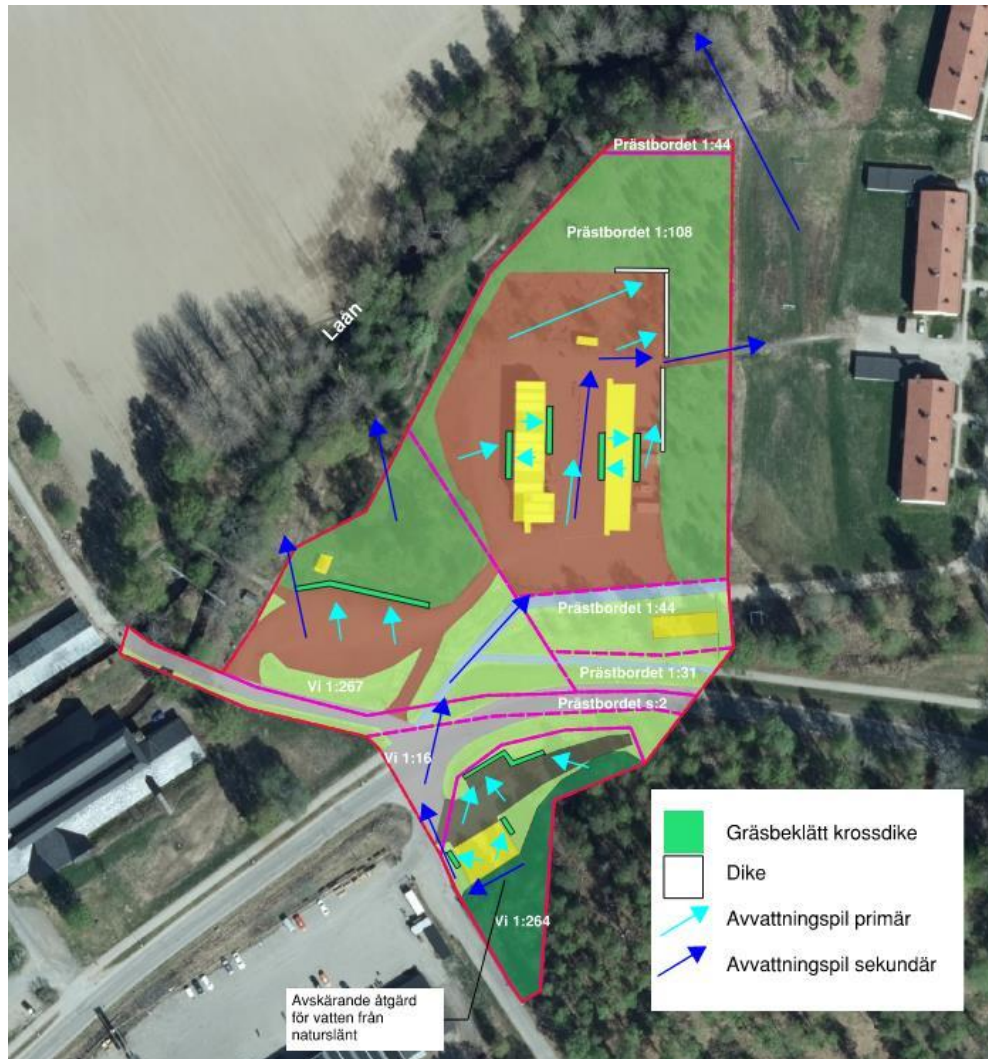 Prästbordet 1:44
Prästbordet 1:108
Laån
Prästbordet 1:44
Prästbordet 1:31
Vi 1:267
Prästbordet s:2
Vi 1:16
Vi 1:264
Gräsbeklätt krossdike
Dike
Avvattningspil primär
Avvattningspil sekundär
Avskärande åtgärd
för vatten från
naturslänt